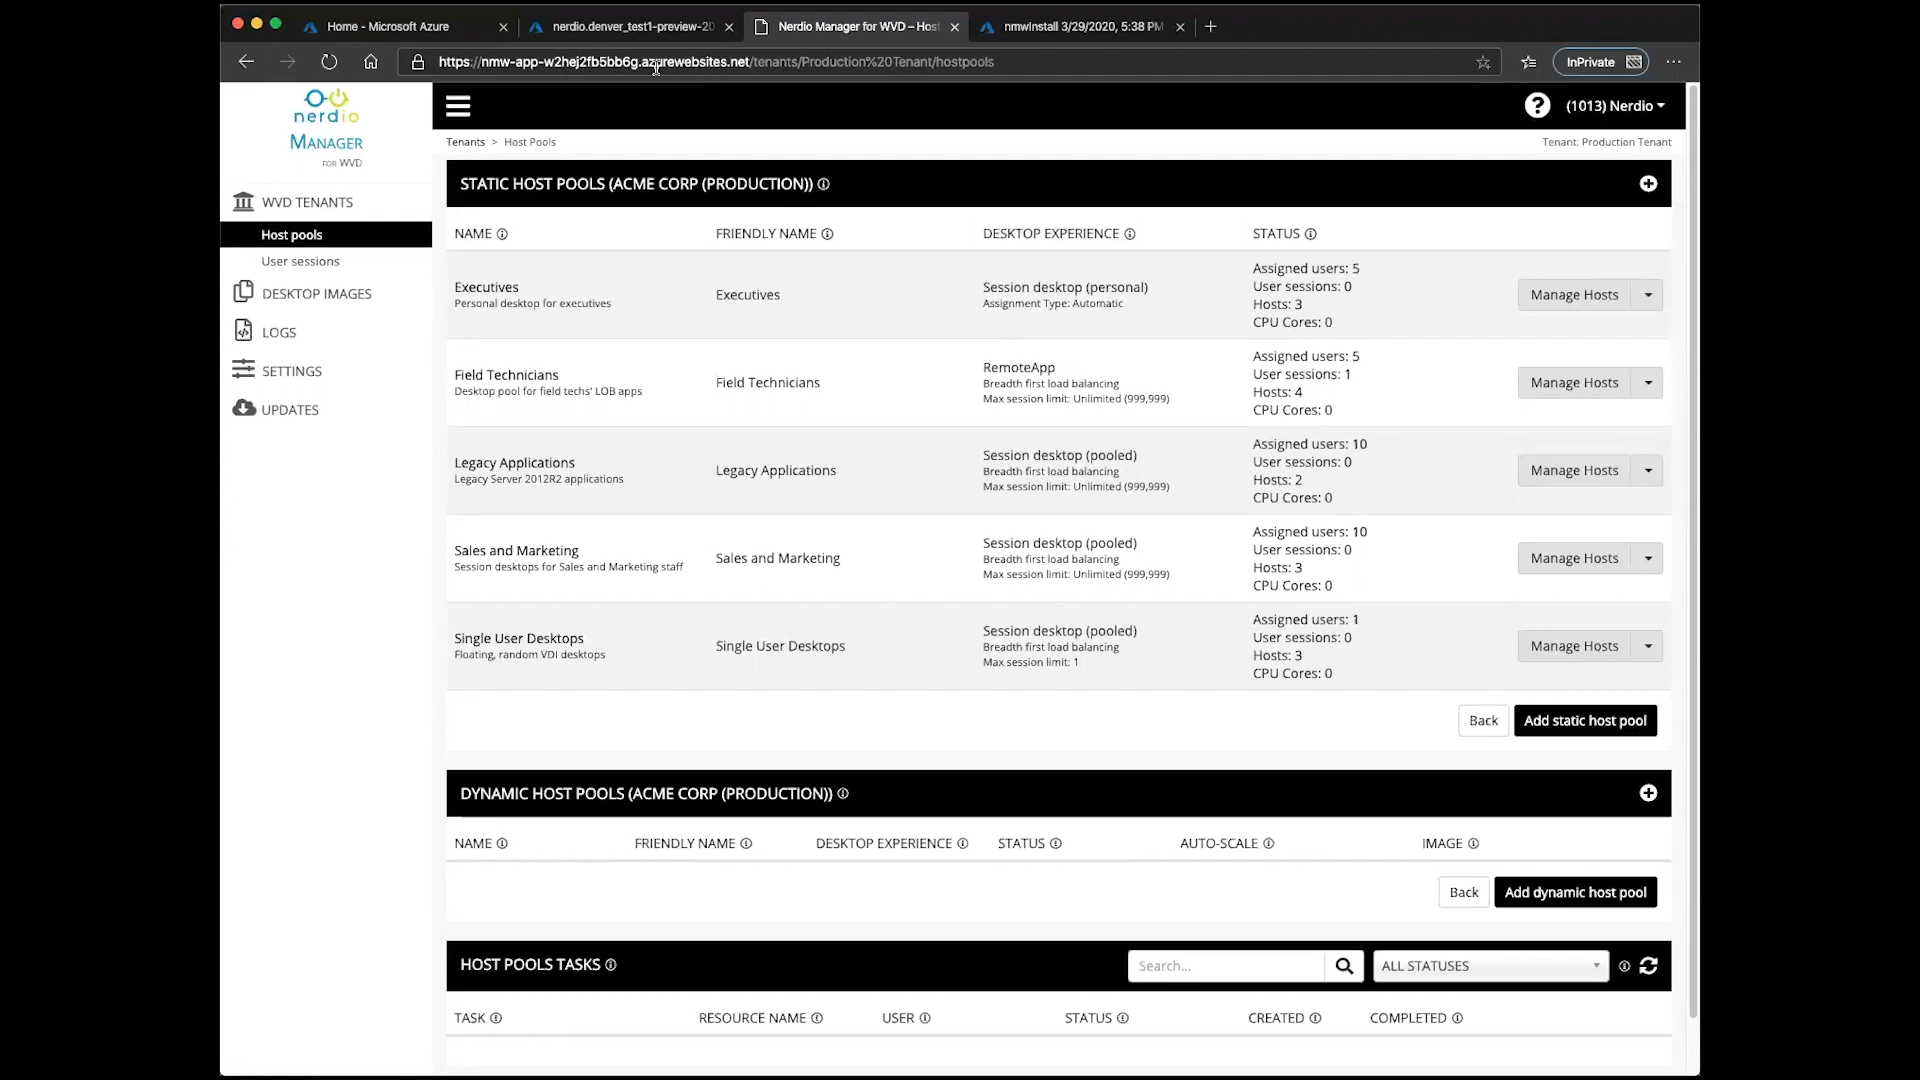 Home - Microsoft Azure
nerdio.denver_test1-preview-20
Nerdio Manager for WVD – Host
nmwInstall 3/29/2020, 5:38 PM
https://nmw-app-w2hej2fb5bb6g.azurewebsites.net/tenants/Production%20Tenant/hostpools
InPrivate
nerdio
MANAGER
FOR WVD
WVD TENANTS
Host pools
User sessions
DESKTOP IMAGES
LOGS
SETTINGS
UPDATES
(1013) Nerdio
Tenants > Host Pools
Tenant: Production Tenant
STATIC HOST POOLS (ACME CORP (PRODUCTION))
NAME FRIENDLY NAME DESKTOP EXPERIENCE STATUS
Executives
Personal desktop for executives
Executives
Session desktop (personal)
Assignment Type: Automatic
Assigned users: 5
User sessions: 0
Hosts: 3
CPU Cores: 0
Manage Hosts
Field Technicians
Desktop pool for field techs' LOB apps
Field Technicians
RemoteApp
Breadth first load balancing
Max session limit: Unlimited (999,999)
Assigned users: 5
User sessions: 1
Hosts: 4
CPU Cores: 0
Manage Hosts
Legacy Applications
Legacy Server 2012R2 applications
Legacy Applications
Session desktop (pooled)
Breadth first load balancing
Max session limit: Unlimited (999,999)
Assigned users: 10
User sessions: 0
Hosts: 2
CPU Cores: 0
Manage Hosts
Sales and Marketing
Session desktops for Sales and Marketing staff
Sales and Marketing
Session desktop (pooled)
Breadth first load balancing
Max session limit: Unlimited (999,999)
Assigned users: 10
User sessions: 0
Hosts: 3
CPU Cores: 0
Manage Hosts
Single User Desktops
Floating, random VDI desktops
Single User Desktops
Session desktop (pooled)
Breadth first load balancing
Max session limit: 1
Assigned users: 1
User sessions: 0
Hosts: 3
CPU Cores: 0
Manage Hosts
Back Add static host pool
DYNAMIC HOST POOLS (ACME CORP (PRODUCTION))
NAME FRIENDLY NAME DESKTOP EXPERIENCE STATUS AUTO-SCALE IMAGE
Back Add dynamic host pool
HOST POOLS TASKS
Search...
ALL STATUSES
TASK RESOURCE NAME USER STATUS CREATED COMPLETED